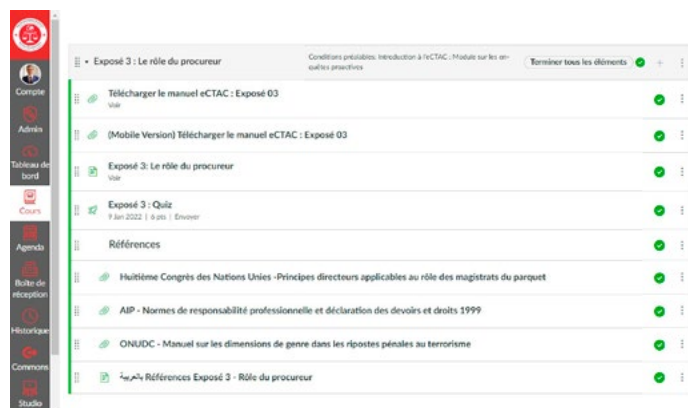 Compte
Admin
Tableau de
bord
Cours
Agenda
Boîte de
réception
Historique
Commons
Studio
Exposé 3 : Le rôle du procureur
Conditions préalables: Introduction à l'eCTAC ; Module sur les en-
quêtes proactives
Terminer tous les éléments
Télécharger le manuel eCTAC : Exposé 03
Voir
(Mobile Version) Télécharger le manuel eCTAC : Exposé 03
Exposé 3: Le rôle du procureur
Voir
Exposé 3 : Quiz
9 Jan 2022 | 6 pts | Envoyer
Références
Huitième Congrès des Nations Unies -Principes directeurs applicables au rôle des magistrats du parquet
AIP - Normes de responsabilité professionnelle et déclaration des devoirs et droits 1999
ONUDC - Manuel sur les dimensions de genre dans les ripostes pénales au terrorisme
بالعربية Références Exposé 3 - Rôle du procureur